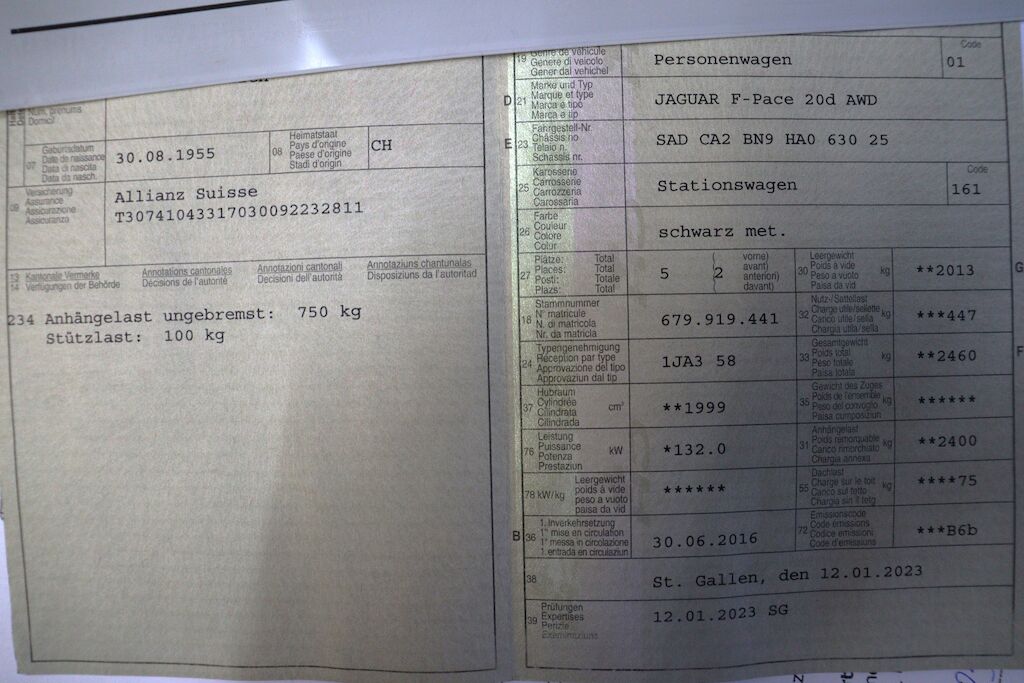 Nom, prénoms
Domicil
07
Geburtsdatum
Date de naissance
Data di nascita
Data da nasch.
30.08.1955
08
Heimatstaat
Pays d'origine
Paese d'origine
Stadi d'origin
CH
09
Versicherung
Assurance
Assicurazione
Assicuranza
Allianz Suisse
T30741043317030092232811
13
14
Kantonale Vermerke
Verfügungen der Behörde
Annotations cantonales
Décisions de l'autorité
Annotazioni cantonali
Decisioni dell'autorità
Annotaziuns chantunalas
Disposiziuns da l'autoritad
234 Anhängelast ungebremst: 750 kg
Stützlast: 100 kg
19
Genre de véhicule
Genere di veicolo
Gener dal vehichel
Personenwagen
Code
01
D
21
Marke und Typ
Marque et type
Marca e tipo
Marca e tip
JAGUAR F-Pace 20d AWD
E
23
Fahrgestell-Nr.
Châssis no
Telaio n.
Schassis nr.
SAD CA2 BN9 HA0 630 25
25
Karosserie
Carrosserie
Carrozzeria
Carossaria
Stationswagen
Code
161
26
Farbe
Couleur
Colore
Colur
schwarz met.
27
Plätze: Total
Places: Total
Posti: Totale
Plazs: Total
5
2
vorne)
avant)
anteriori)
davant)
30
Leergewicht
Poids à vide
Peso a vuoto
Paisa da vid
kg
**2013
G
18
Stammnummer
N° matricule
N. di matricola
Nr. da matricla
679.919.441
32
Nutz-/Sattellast
Charge utile/sellette
Carico utile/sella
Chargia utila/sella
kg
***447
24
Typengenehmigung
Réception par type
Approvazione del tipo
Approvaziun dal tip
1JA3 58
33
Gesamtgewicht
Poids total
Peso totale
Paisa totala
kg
**2460
F
37
Hubraum
Cylindrée
Cilindrata
Cilindrada
cm³
**1999
35
Gewicht des Zuges
Poids de l'ensemble
Peso del convoglio
Paisa cumposiziun
kg
******
76
Leistung
Puissance
Potenza
Prestaziun
kW
*132.0
31
Anhängelast
Poids remorquable
Carico rimorchiato
Chargia annexa
kg
**2400
78 kW/kg
Leergewicht
poids à vide
peso a vuoto
paisa da vid
******
55
Dachlast
Charge sur le toit
Carico sul tetto
Chargia sin il tetg
kg
****75
B
36
1. Inverkehrsetzung
1re mise en circulation
1a messa in circolazione
1. entrada en circulaziun
30.06.2016
72
Emissionscode
Code émissions
Codice emissioni
Code d'emissiuns
***B6b
38
St. Gallen, den 12.01.2023
39
Prüfungen
Expertises
Perizie
Examinaziuns
12.01.2023 SG